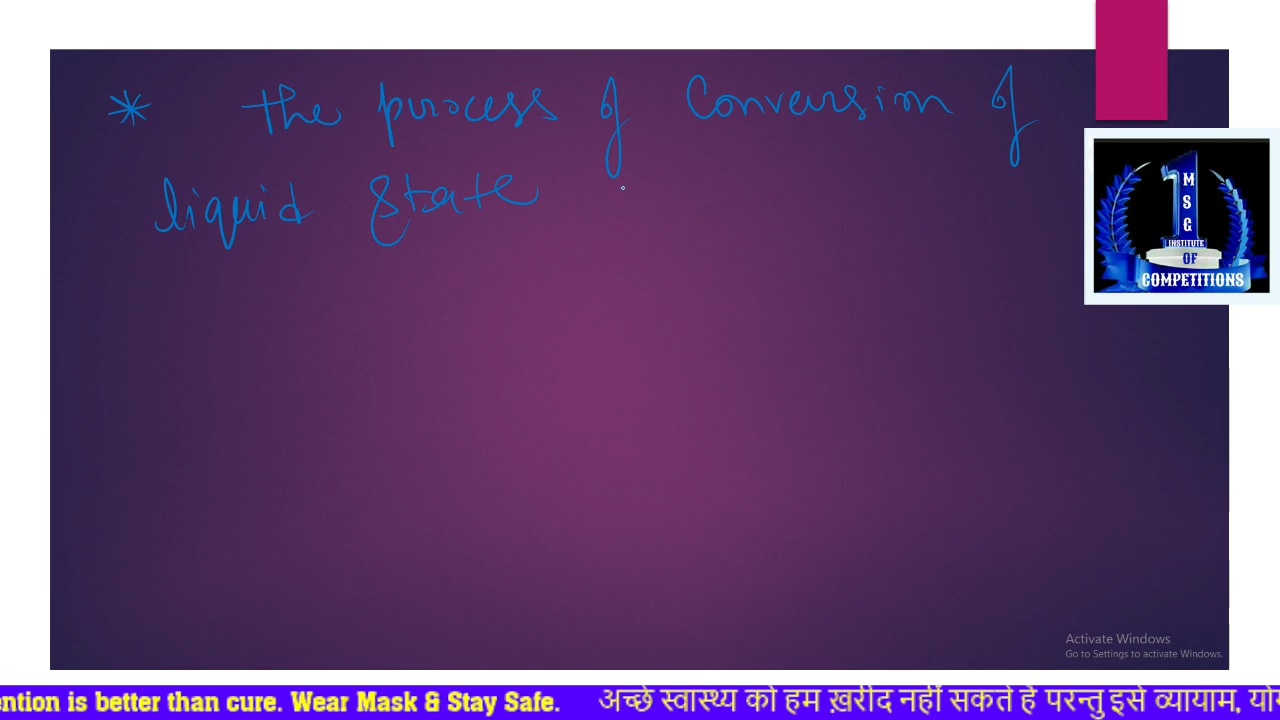 * the process of Conversion of
liquid state
1
M
S
G
INSTITUTE
OF
COMPETITIONS
Activate Windows
Go to Settings to activate Windows.
ention is better than cure. Wear Mask & Stay Safe. अच्छे स्वास्थ्य को हम ख़रीद नहीं सकते हे परन्तु इसे व्यायाम, यो